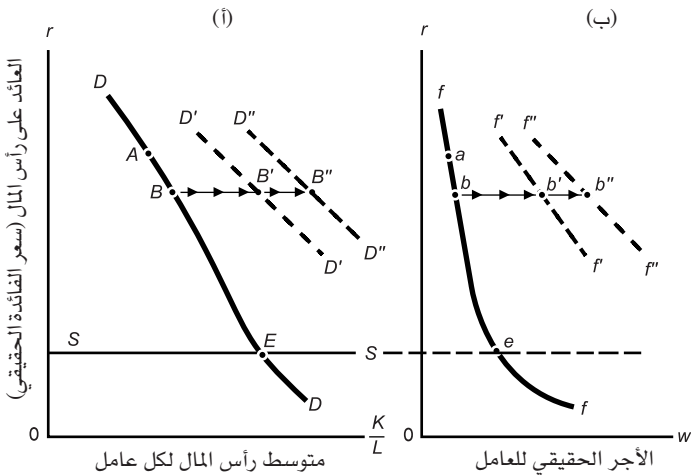 (أ)
(ب)
r
r
D
f
D'
D"
f'
f"
A
a
B
B'
B"
b
b'
b"
D'
D"
f'
f"
S
E
S
e
D
f
0
K
L
0
w
متوسط رأس المال لكل عامل
الأجر الحقيقي للعامل
العائد على رأس المال (سعر الفائدة الحقيقي)